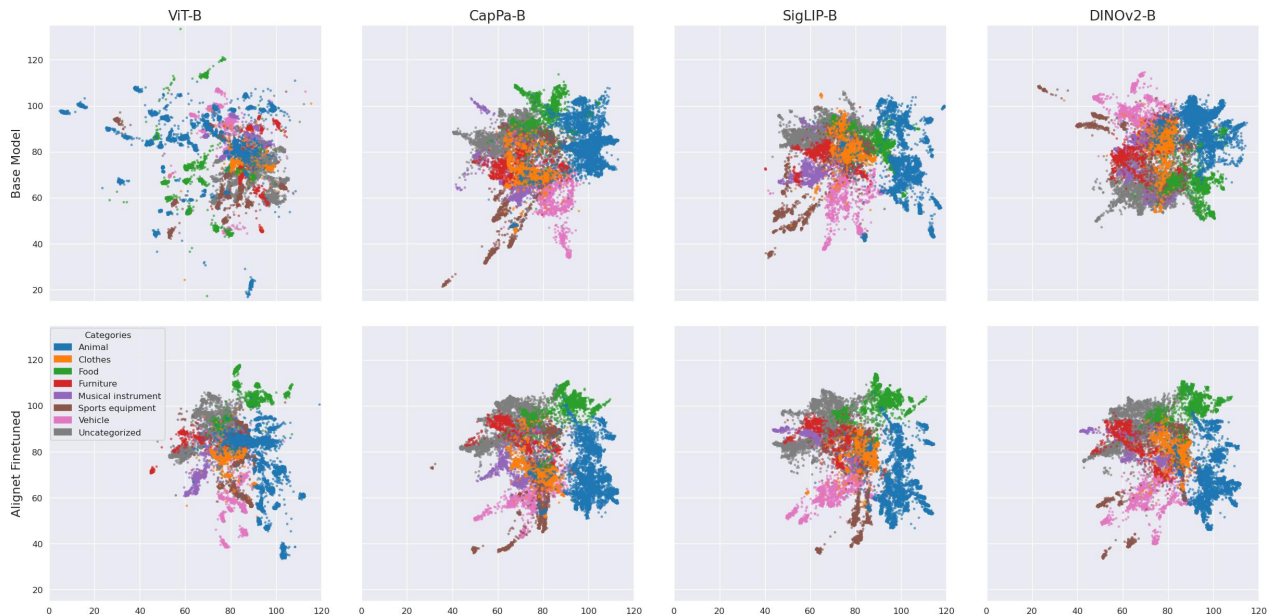 ViT-B
CapPa-B
SigLIP-B
DINOv2-B
Base Model
120
100
80
60
40
20
Alignet Finetuned
120
100
80
60
40
20
Categories
Animal
Clothes
Food
Furniture
Musical instrument
Sports equipment
Vehicle
Uncategorized
0 20 40 60 80 100 120
0 20 40 60 80 100 120
0 20 40 60 80 100 120
0 20 40 60 80 100 120